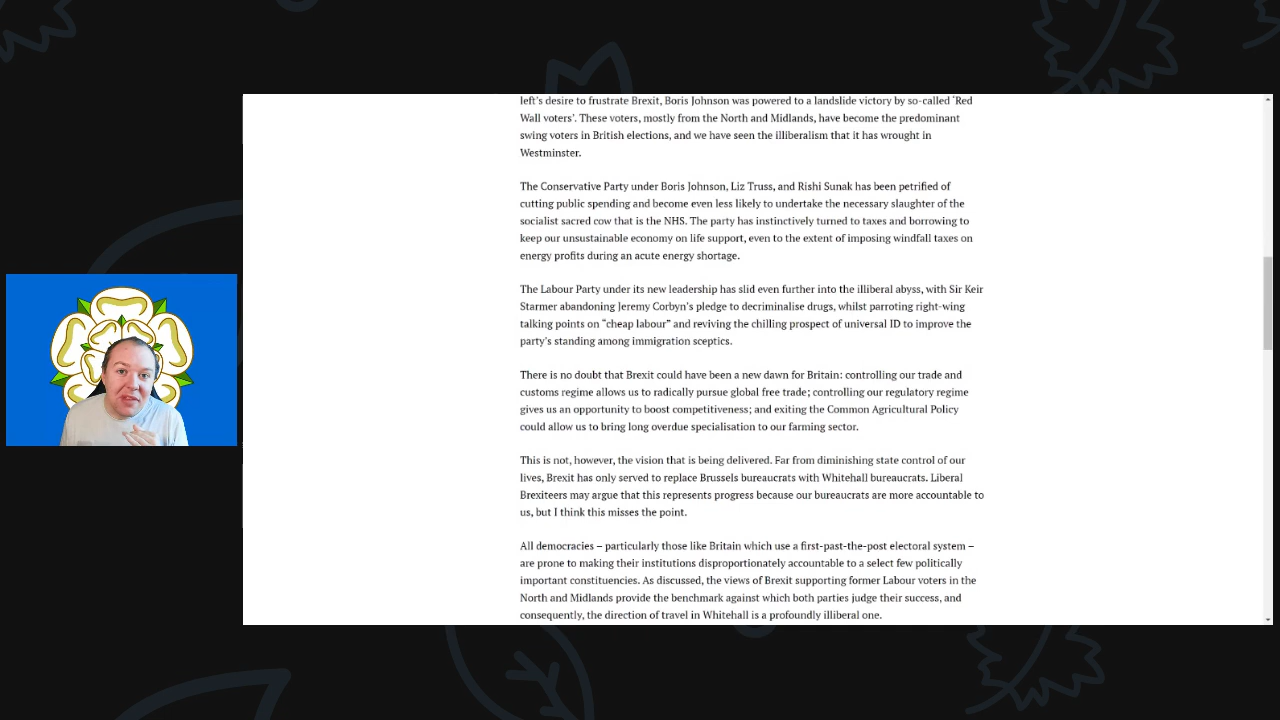 left's desire to frustrate Brexit, Boris Johnson was powered to a landslide victory by so-called 'Red
Wall voters'. These voters, mostly from the North and Midlands, have become the predominant
swing voters in British elections, and we have seen the illiberalism that it has wrought in
Westminster.
The Conservative Party under Boris Johnson, Liz Truss, and Rishi Sunak has been petrified of
cutting public spending and become even less likely to undertake the necessary slaughter of the
socialist sacred cow that is the NHS. The party has instinctively turned to taxes and borrowing to
keep our unsustainable economy on life support, even to the extent of imposing windfall taxes on
energy profits during an acute energy shortage.
The Labour Party under its new leadership has slid even further into the illiberal abyss, with Sir Keir
Starmer abandoning Jeremy Corbyn's pledge to decriminalise drugs, whilst parroting right-wing
talking points on "cheap labour" and reviving the chilling prospect of universal ID to improve the
party's standing among immigration sceptics.
There is no doubt that Brexit could have been a new dawn for Britain: controlling our trade and
customs regime allows us to radically pursue global free trade; controlling our regulatory regime
gives us an opportunity to boost competitiveness; and exiting the Common Agricultural Policy
could allow us to bring long overdue specialisation to our farming sector.
This is not, however, the vision that is being delivered. Far from diminishing state control of our
lives, Brexit has only served to replace Brussels bureaucrats with Whitehall bureaucrats. Liberal
Brexiteers may argue that this represents progress because our bureaucrats are more accountable to
us, but I think this misses the point.
All democracies – particularly those like Britain which use a first-past-the-post electoral system –
are prone to making their institutions disproportionately accountable to a select few politically
important constituencies. As discussed, the views of Brexit supporting former Labour voters in the
North and Midlands provide the benchmark against which both parties judge their success, and
consequently, the direction of travel in Whitehall is a profoundly illiberal one.